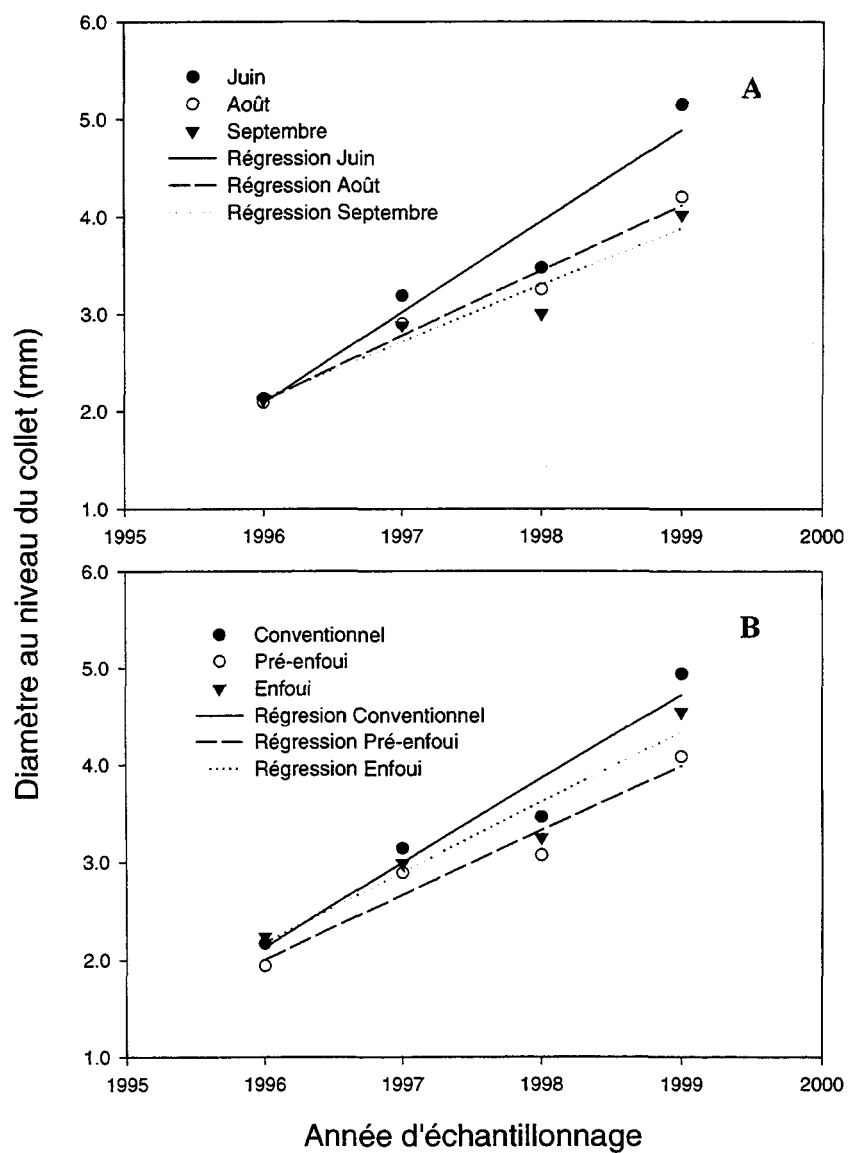 Diamètre au niveau du collet (mm)
6.0
5.0
4.0
3.0
2.0
1.0
Juin
Août
Septembre
Régression Juin
Régression Août
Régression Septembre
A
1995
1996
1997
1998
1999
2000
6.0
5.0
4.0
3.0
2.0
1.0
Conventionnel
Pré-enfoui
Enfoui
Régresion Conventionnel
Régression Pré-enfoui
Régression Enfoui
B
1995
1996
1997
1998
1999
2000
Année d'échantillonnage